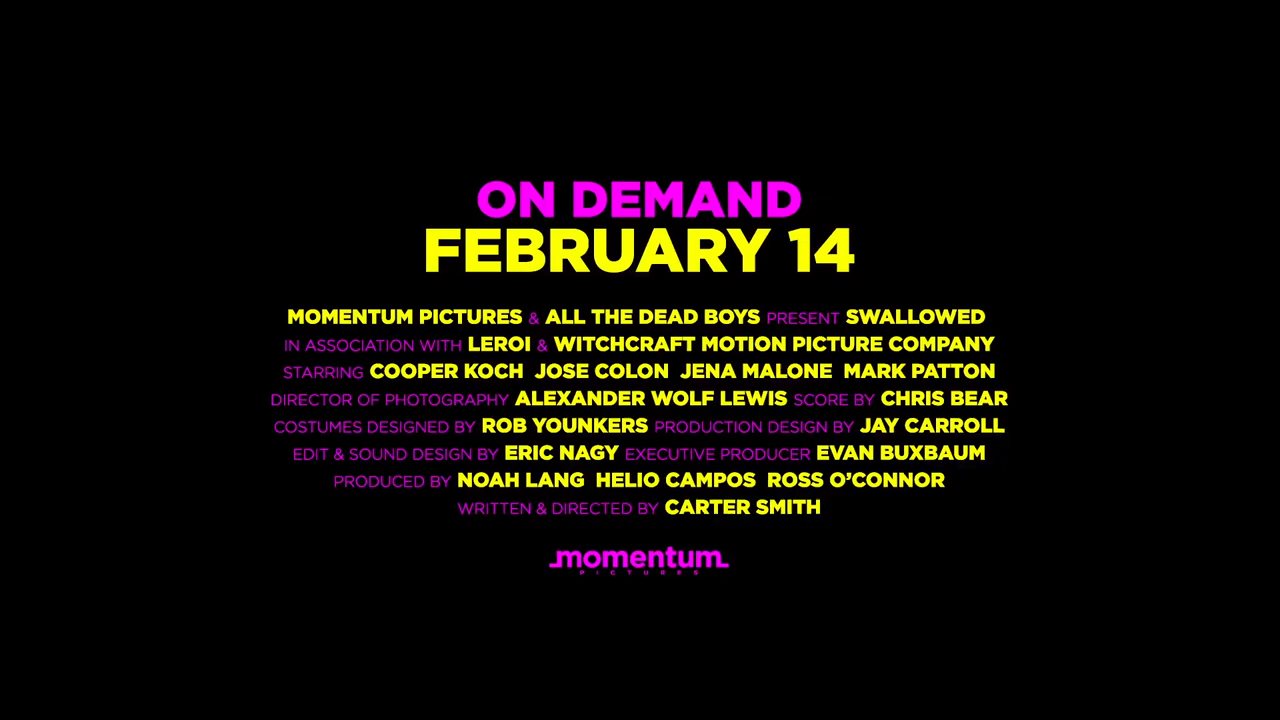 ON DEMAND
FEBRUARY 14
MOMENTUM PICTURES & ALL THE DEAD BOYS PRESENT SWALLOWED
IN ASSOCIATION WITH LEROI & WITCHCRAFT MOTION PICTURE COMPANY
STARRING COOPER KOCH JOSE COLON JENA MALONE MARK PATTON
DIRECTOR OF PHOTOGRAPHY ALEXANDER WOLF LEWIS SCORE BY CHRIS BEAR
COSTUMES DESIGNED BY ROB YOUNKERS PRODUCTION DESIGN BY JAY CARROLL
EDIT & SOUND DESIGN BY ERIC NAGY EXECUTIVE PRODUCER EVAN BUXBAUM
PRODUCED BY NOAH LANG HELIO CAMPOS ROSS O’CONNOR
WRITTEN & DIRECTED BY CARTER SMITH
momentum
PICTURES